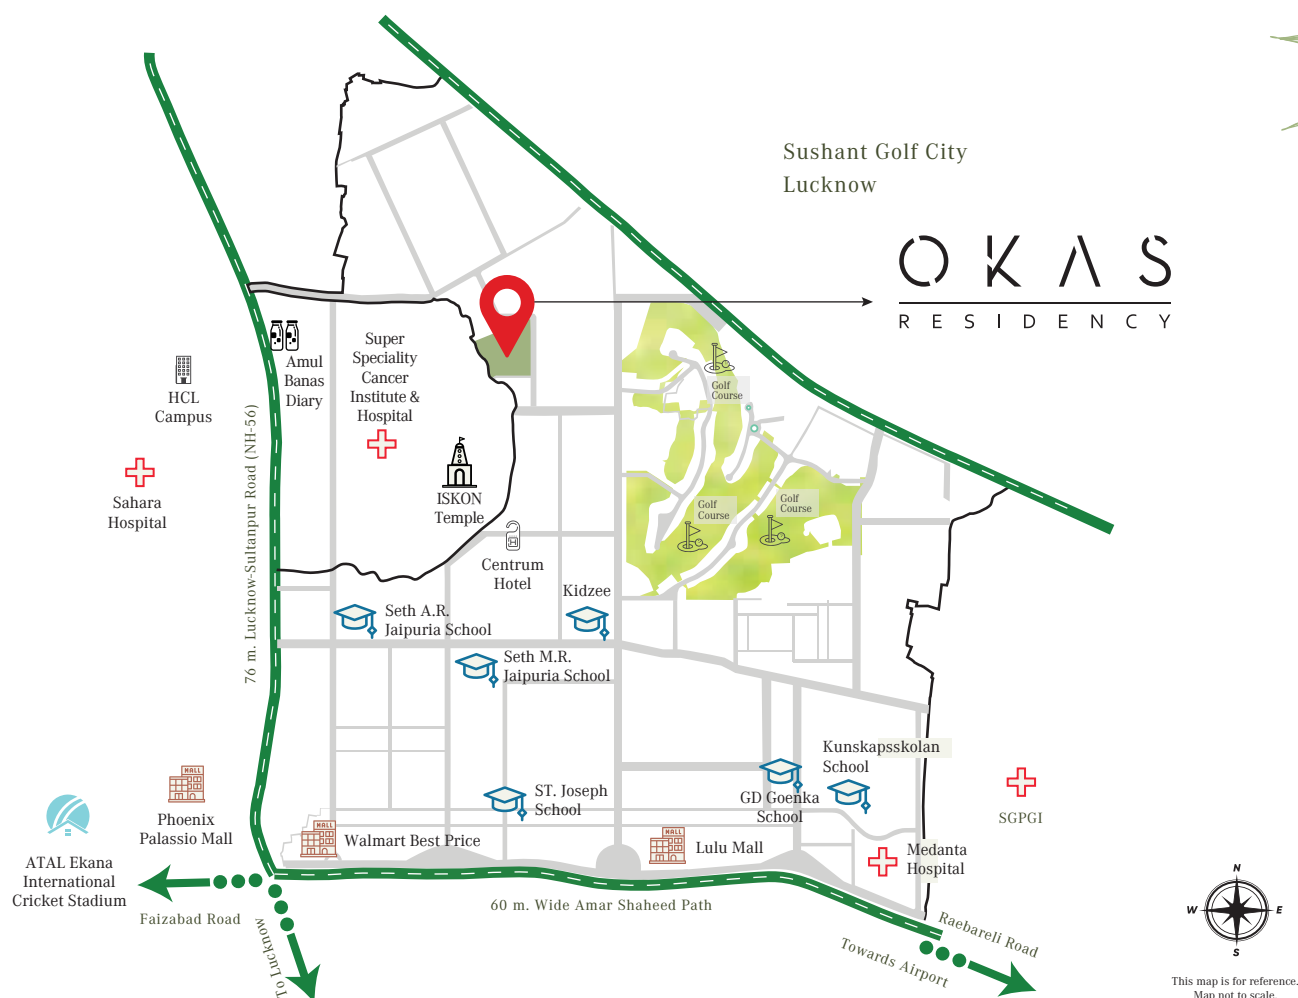 Sushant Golf City
Lucknow
OKAS
RESIDENCY
Super
Speciality
Cancer
Institute &
Hospital
Amul
Banas
Diary
HCL
Campus
Sahara
Hospital
76 m. Lucknow-Sultanpur Road (NH-56)
ISKON
Temple
Golf
Course
Golf
Course
Golf
Course
Centrum
Hotel
Kidzee
Seth A.R.
Jaipuria School
Seth M.R.
Jaipuria School
Kunskapsskolan
School
GD Goenka
School
ST. Joseph
School
MALL
Phoenix
Palassio Mall
SGPGI
MALL
Walmart Best Price
MALL
Lulu Mall
Medanta
Hospital
ATAL Ekana
International
Cricket Stadium
Faizabad Road
To Lucknow
60 m. Wide Amar Shaheed Path
Raebareli Road
Towards Airport
N
W
E
S
This map is for reference.
Map not to scale